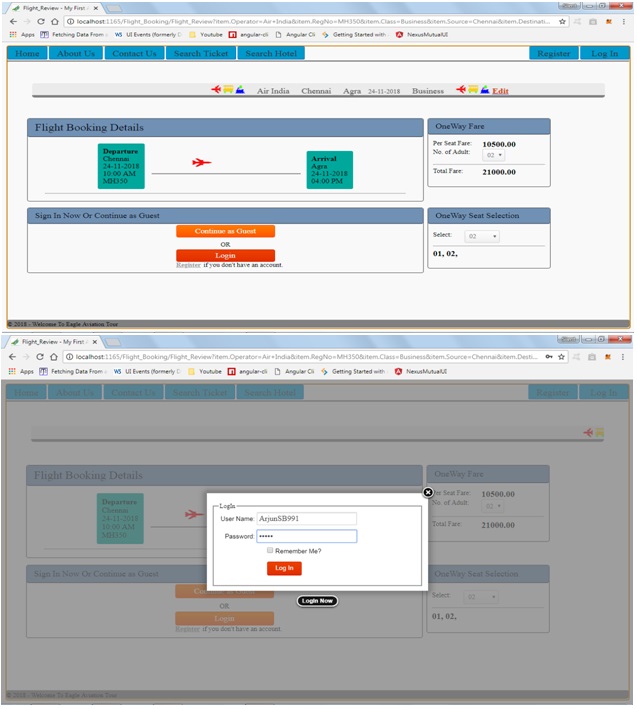 Flight_Review - My First A
localhost:1165/Flight_Booking/Flight_Review?item.Operator=Air+India&item.RegNo=MH350&item.Class=Business&item.Source=Chennai&item.Destinati...
Apps Fetching Data From UI Events (formerly D Youtube angular-cli Angular Cli Getting Started with NexusMutualUI
Home About Us Contact Us Search Ticket Search Hotel Register Log In
Air India Chennai Agra 24-11-2018 Business Edit
Flight Booking Details
Departure
Chennai
24-11-2018
10:00 AM
MH350
Arrival
Agra
24-11-2018
04:00 PM
OneWay Fare
Per Seat Fare: 10500.00
No. of Adult: 02
Total Fare: 21000.00
Sign In Now Or Continue as Guest
Continue as Guest
OR
Login
Register if you don't have an account.
OneWay Seat Selection
Select: 02
01, 02,
© 2018 - Welcome To Eagle Aviation Tour
Flight_Review - My First A
localhost:1165/Flight_Booking/Flight_Review?item.Operator=Air+India&item.RegNo=MH350&item.Class=Business&item.Source=Chennai&item.Desti...
Apps Fetching Data From UI Events (formerly D Youtube angular-cli Angular Cli Getting Started with NexusMutualUI
Home About Us Contact Us Search Ticket Search Hotel Register Log In
Flight Booking Details
Departure
Chennai
24-11-2018
10:00 AM
MH350
OneWay Fare
Per Seat Fare: 10500.00
No. of Adult: 02
Total Fare: 21000.00
Login
User Name: ArjunSB991
Password: •••••
Remember Me?
Log In
Login Now
Sign In Now Or Continue as Guest
OR
Login
Register if you don't have an account.
OneWay Seat Selection
Select: 02
01, 02,
© 2018 - Welcome To Eagle Aviation Tour